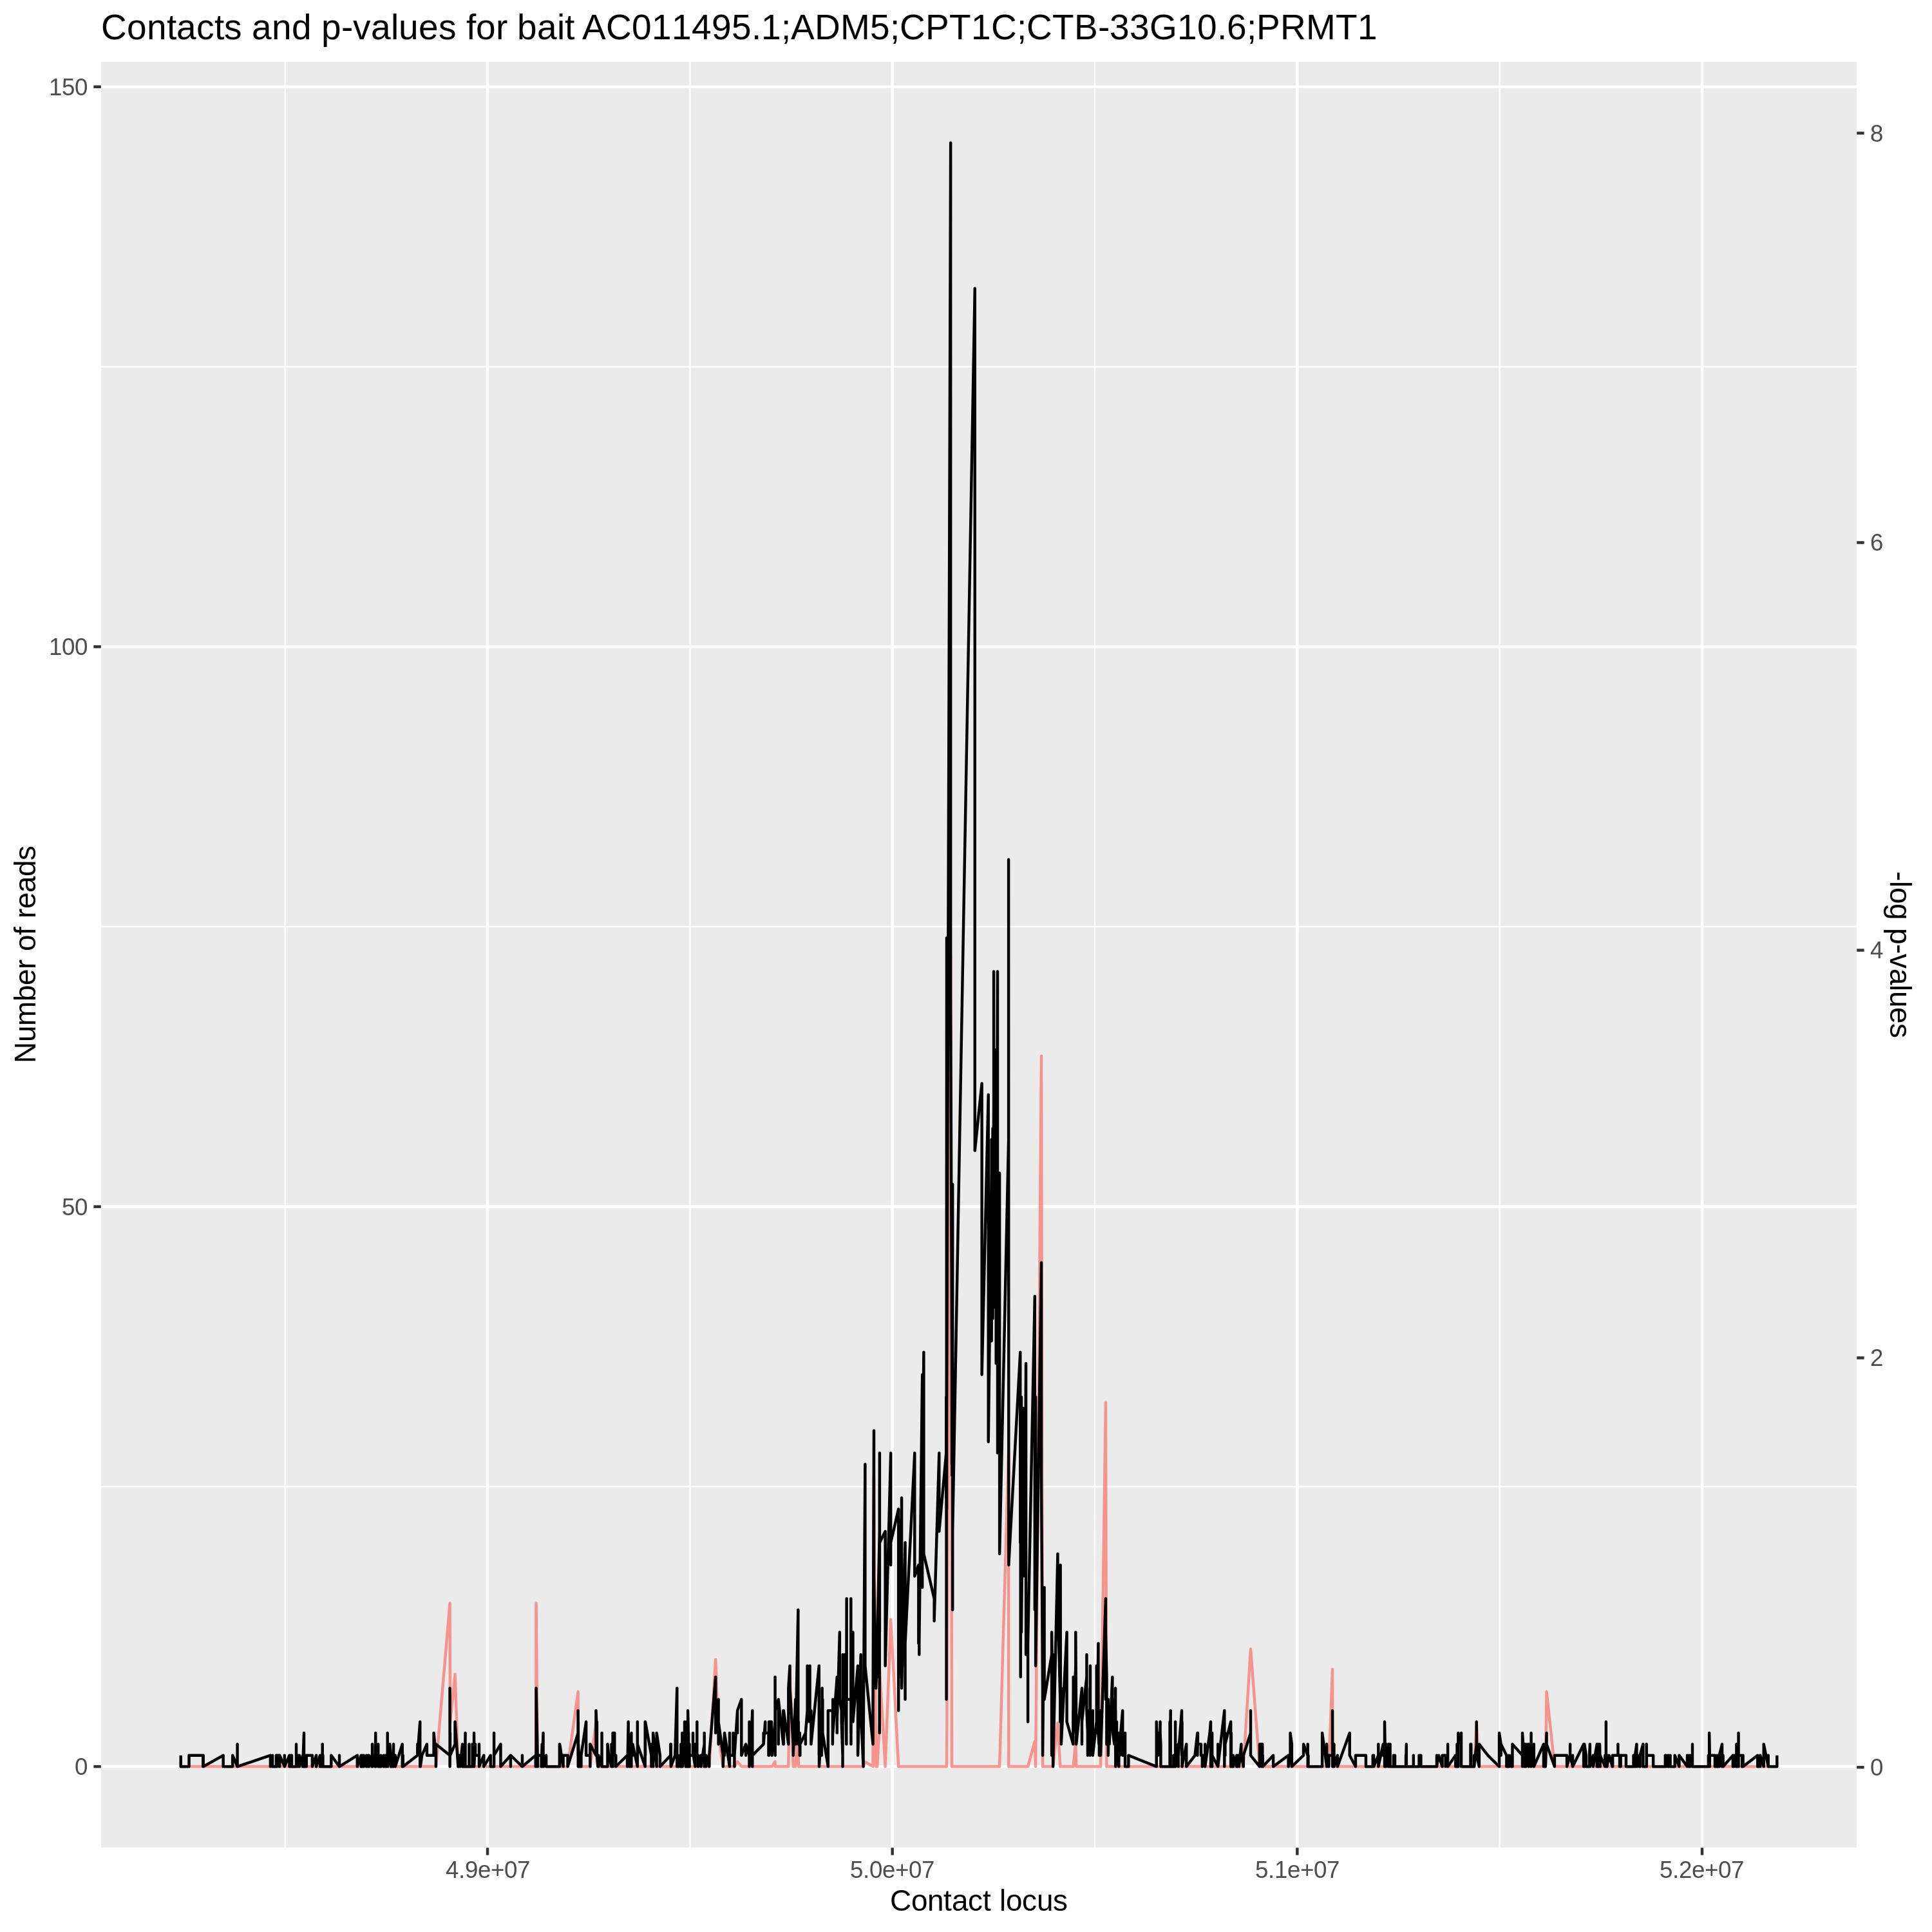 Contacts and p-values for bait AC011495.1;ADM5;CPT1C;CTB-33G10.6;PRMT1
150
100
50
0
Number of reads
8
6
4
2
0
-log p-values
4.9e+07
5.0e+07
5.1e+07
5.2e+07
Contact locus